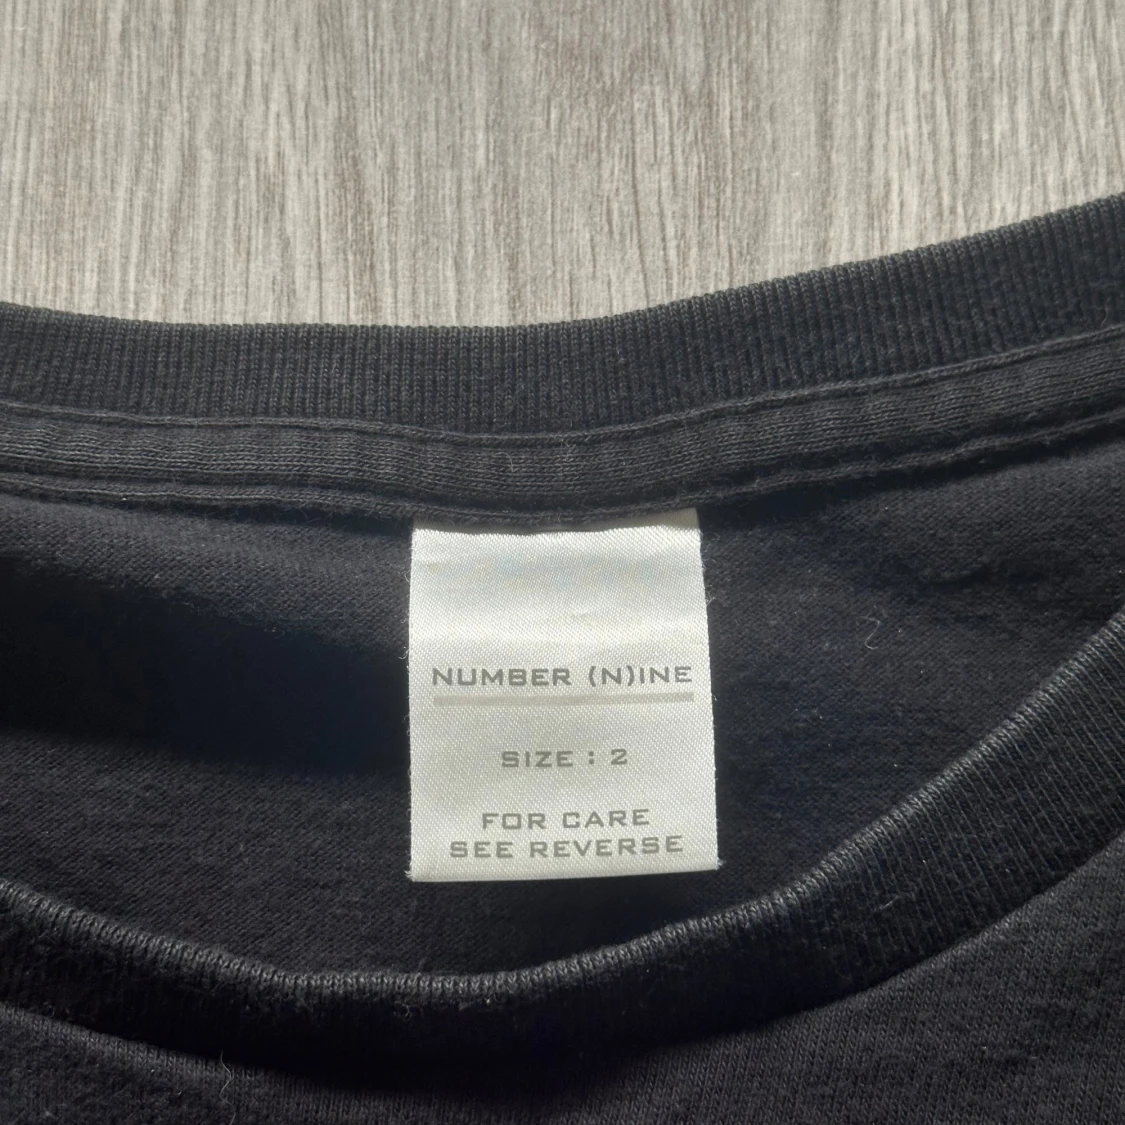 NUMBER (N)INE
SIZE : 2
FOR CARE
SEE REVERSE